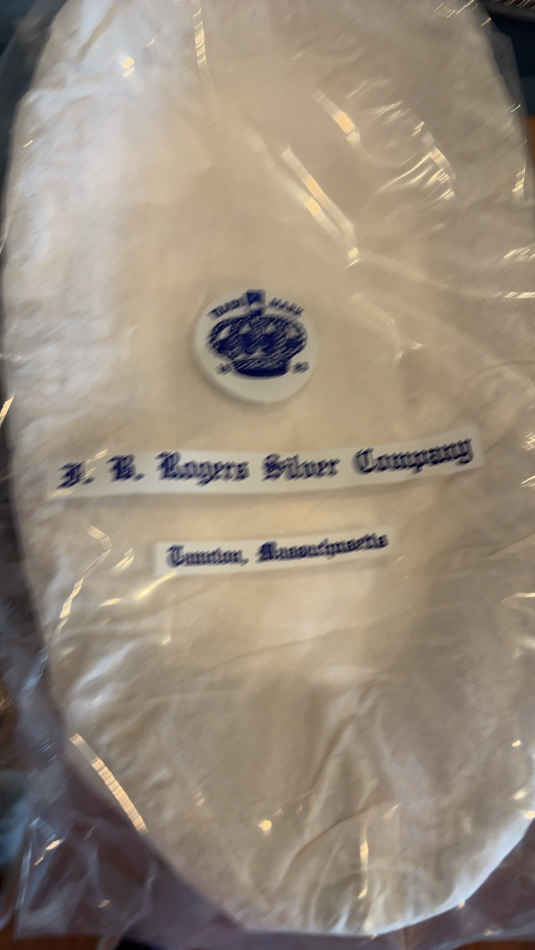 TRADE MARK
F. B. Rogers Silver Company
Taunton, Massachusetts